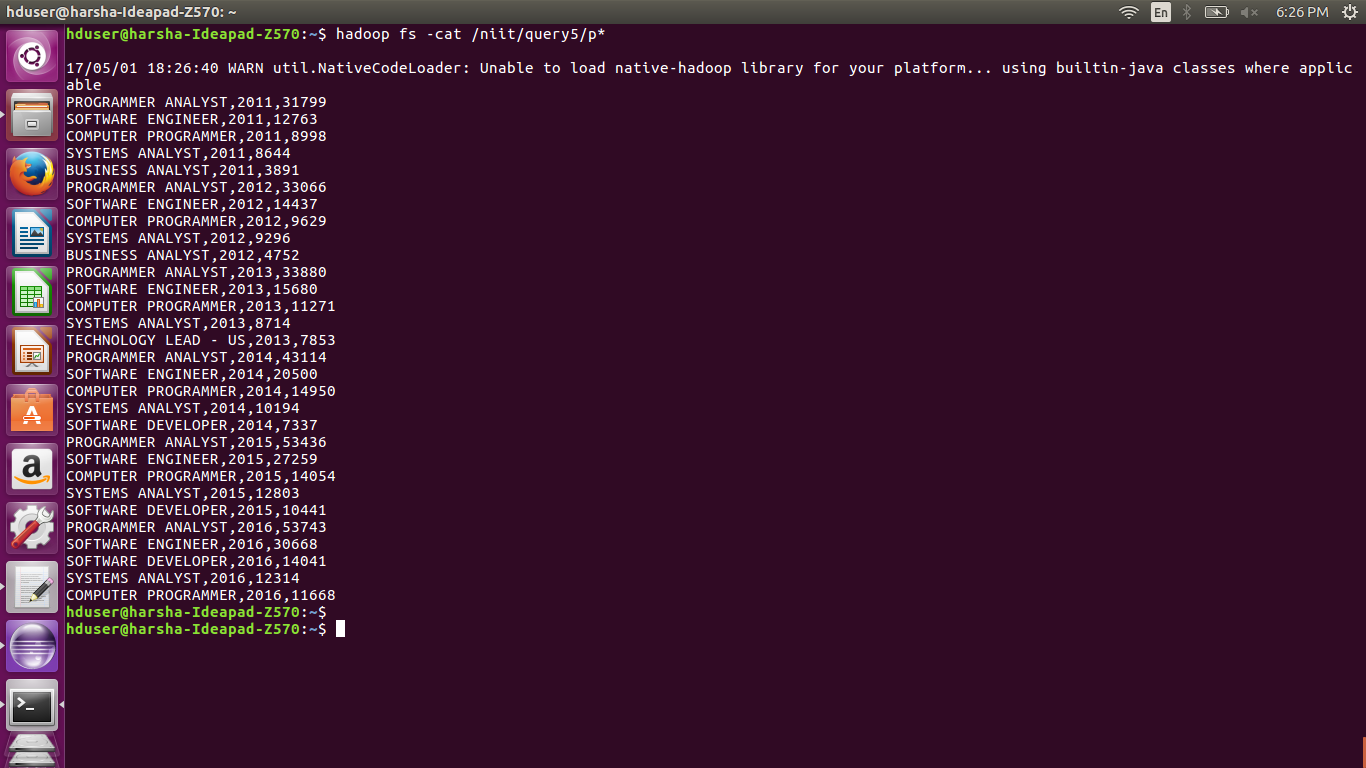 hduser@harsha-Ideapad-Z570: ~
En
6:26 PM
hduser@harsha-Ideapad-Z570:~$ hadoop fs -cat /niit/query5/p*
17/05/01 18:26:40 WARN util.NativeCodeLoader: Unable to load native-hadoop library for your platform... using builtin-java classes where applic
able
PROGRAMMER ANALYST,2011,31799
SOFTWARE ENGINEER,2011,12763
COMPUTER PROGRAMMER,2011,8998
SYSTEMS ANALYST,2011,8644
BUSINESS ANALYST,2011,3891
PROGRAMMER ANALYST,2012,33066
SOFTWARE ENGINEER,2012,14437
COMPUTER PROGRAMMER,2012,9629
SYSTEMS ANALYST,2012,9296
BUSINESS ANALYST,2012,4752
PROGRAMMER ANALYST,2013,33880
SOFTWARE ENGINEER,2013,15680
COMPUTER PROGRAMMER,2013,11271
SYSTEMS ANALYST,2013,8714
TECHNOLOGY LEAD - US,2013,7853
PROGRAMMER ANALYST,2014,43114
SOFTWARE ENGINEER,2014,20500
COMPUTER PROGRAMMER,2014,14950
SYSTEMS ANALYST,2014,10194
SOFTWARE DEVELOPER,2014,7337
PROGRAMMER ANALYST,2015,53436
SOFTWARE ENGINEER,2015,27259
COMPUTER PROGRAMMER,2015,14054
SYSTEMS ANALYST,2015,12803
SOFTWARE DEVELOPER,2015,10441
PROGRAMMER ANALYST,2016,53743
SOFTWARE ENGINEER,2016,30668
SOFTWARE DEVELOPER,2016,14041
SYSTEMS ANALYST,2016,12314
COMPUTER PROGRAMMER,2016,11668
hduser@harsha-Ideapad-Z570:~$
hduser@harsha-Ideapad-Z570:~$